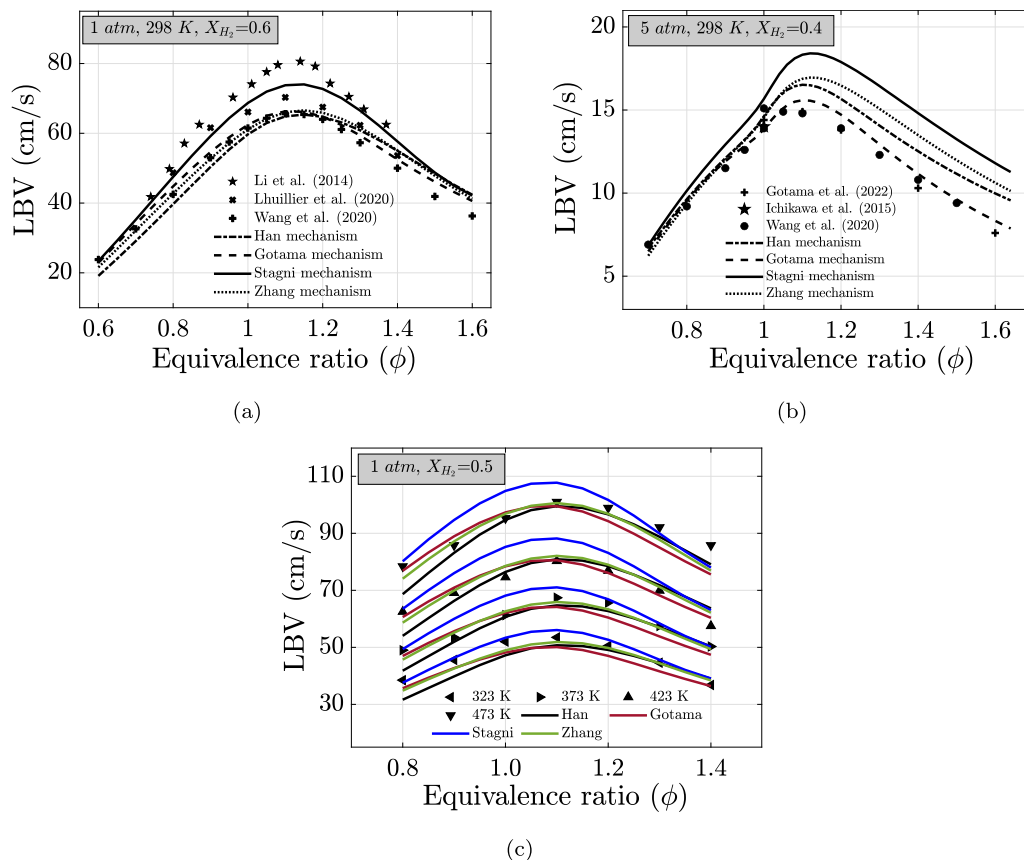 1 atm, 298 K, X_{H_2}=0.6
LBV (cm/s)
80
60
40
20
Li et al. (2014)
Lhuillier et al. (2020)
Wang et al. (2020)
Han mechanism
Gotama mechanism
Stagni mechanism
Zhang mechanism
0.6 0.8 1 1.2 1.4 1.6
Equivalence ratio (ϕ)
(a)
5 atm, 298 K, X_{H_2}=0.4
LBV (cm/s)
20
15
10
5
Gotama et al. (2022)
Ichikawa et al. (2015)
Wang et al. (2020)
Han mechanism
Gotama mechanism
Stagni mechanism
Zhang mechanism
0.8 1 1.2 1.4 1.6
Equivalence ratio (ϕ)
(b)
1 atm, X_{H_2}=0.5
LBV (cm/s)
110
90
70
50
30
323 K 373 K 423 K
473 K Han Gotama
Stagni Zhang
0.8 1.0 1.2 1.4
Equivalence ratio (ϕ)
(c)